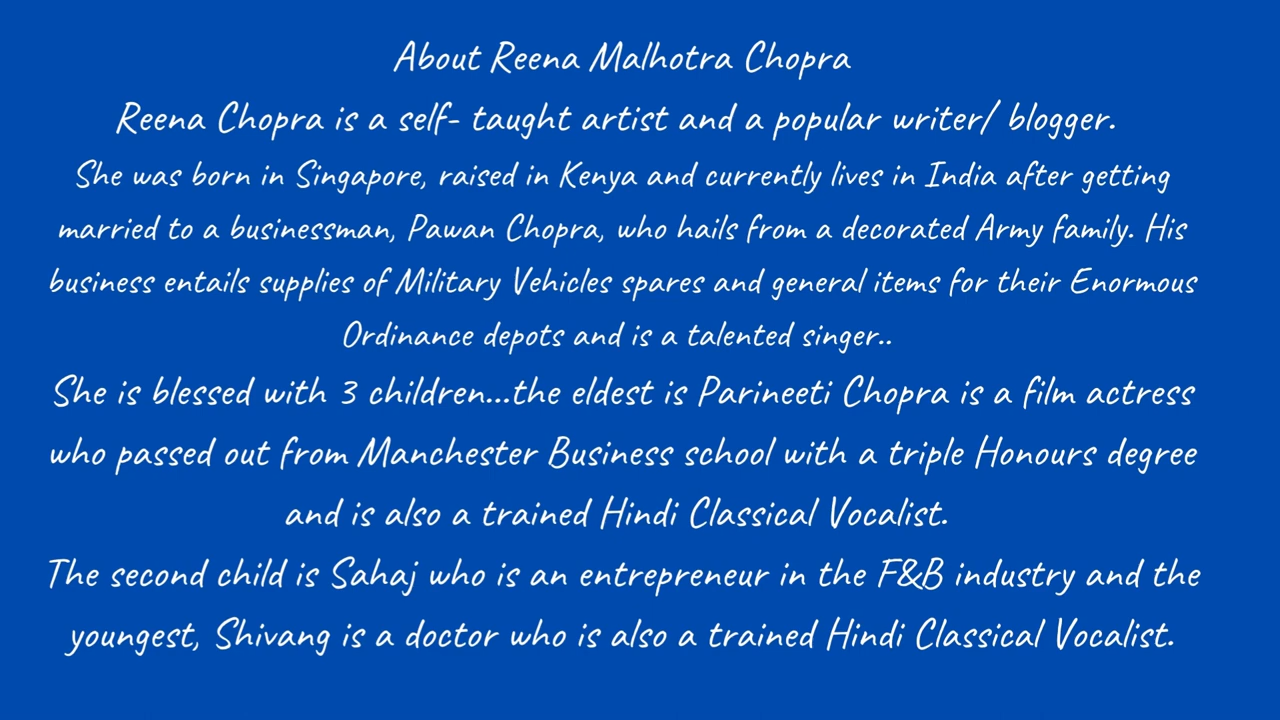 About Reena Malhotra Chopra
Reena Chopra is a self- taught artist and a popular writer/ blogger.
She was born in Singapore, raised in Kenya and currently lives in India after getting
married to a businessman, Pawan Chopra, who hails from a decorated Army family. His
business entails supplies of Military Vehicles spares and general items for their Enormous
Ordinance depots and is a talented singer..
She is blessed with 3 children...the eldest is Parineeti Chopra is a film actress
who passed out from Manchester Business school with a triple Honours degree
and is also a trained Hindi Classical Vocalist.
The second child is Sahaj who is an entrepreneur in the F&B industry and the
youngest, Shivang is a doctor who is also a trained Hindi Classical Vocalist.